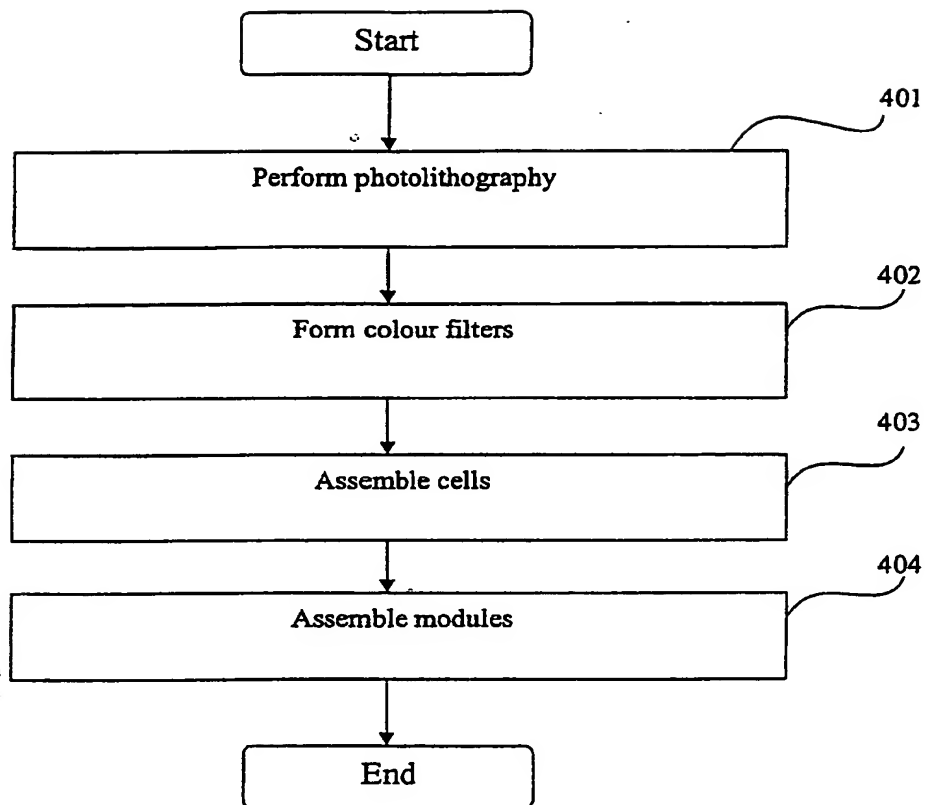 Start
401
Perform photolithography
402
Form colour filters
403
Assemble cells
404
Assemble modules
End